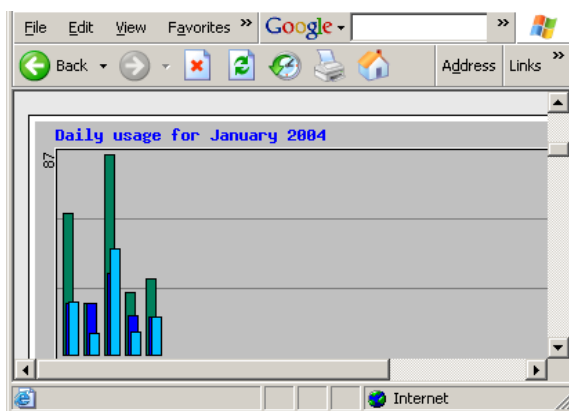 File Edit View Favorites » Google »
Back Address Links »
Daily usage for January 2004
87
Internet